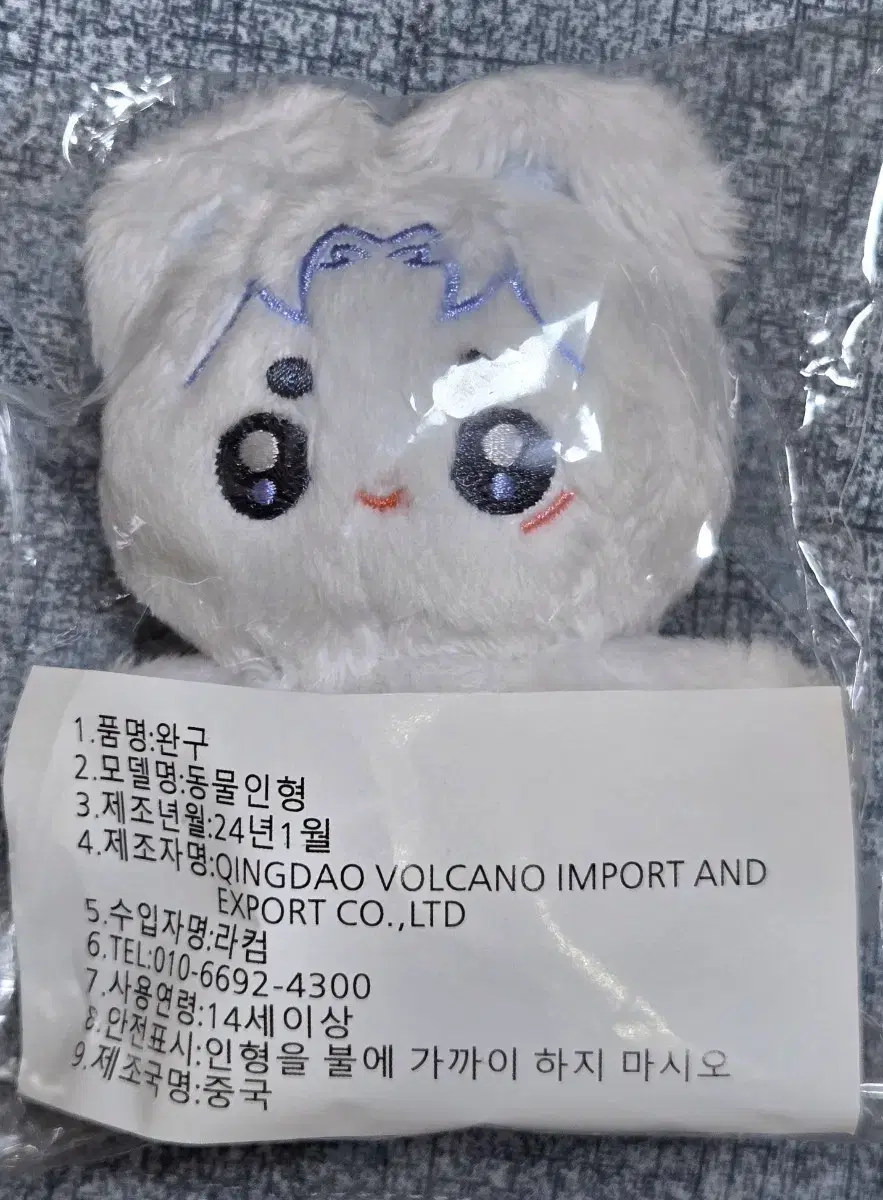 1.품명:완구
2.모델명:동물인형
3.제조년월:24년1월
4.제조자명:QINGDAO VOLCANO IMPORT AND
EXPORT CO.,LTD
5.수입자명:라컴
6.TEL:010-6692-4300
7.사용연령:14세이상
8.안전표시:인형을 불에 가까이 하지 마시오
9.제조국명:중국